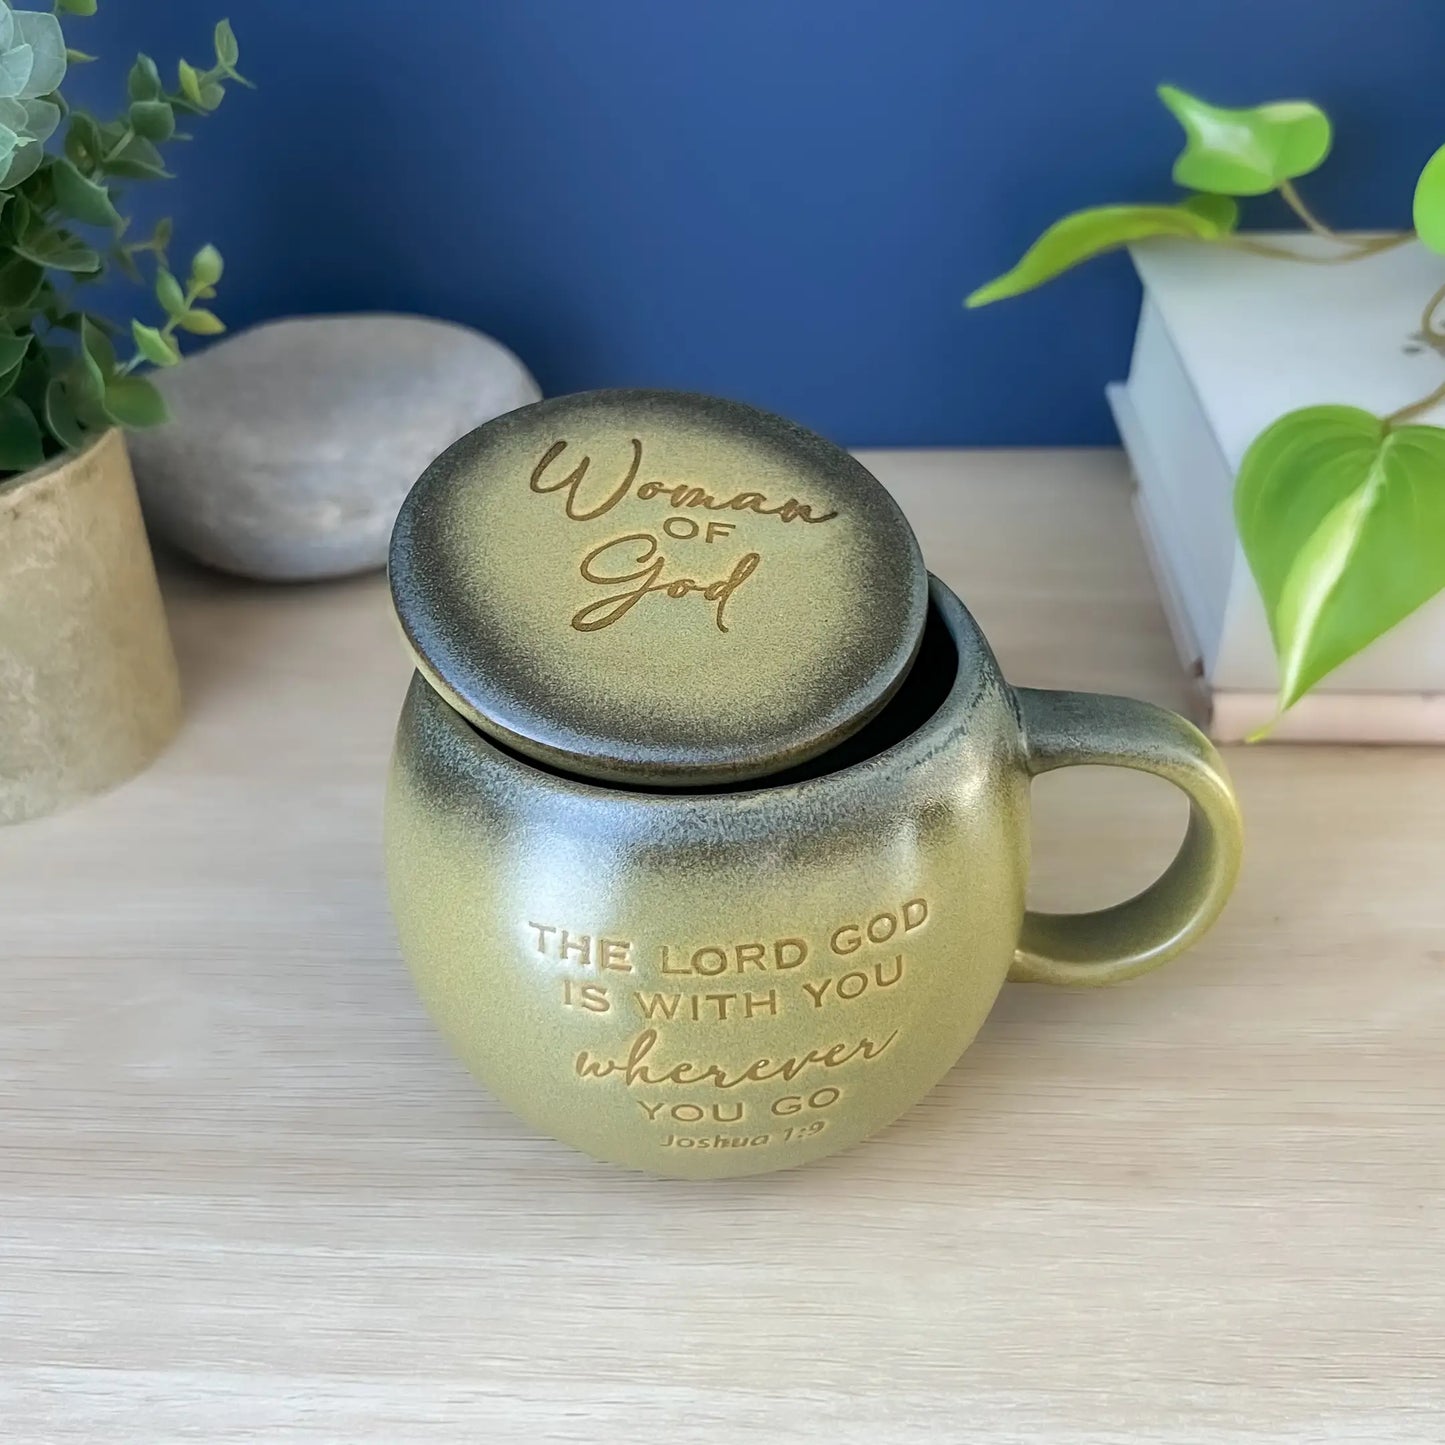 Woman
OF
God
THE LORD GOD
IS WITH YOU
wherever
YOU GO
Joshua 1:9